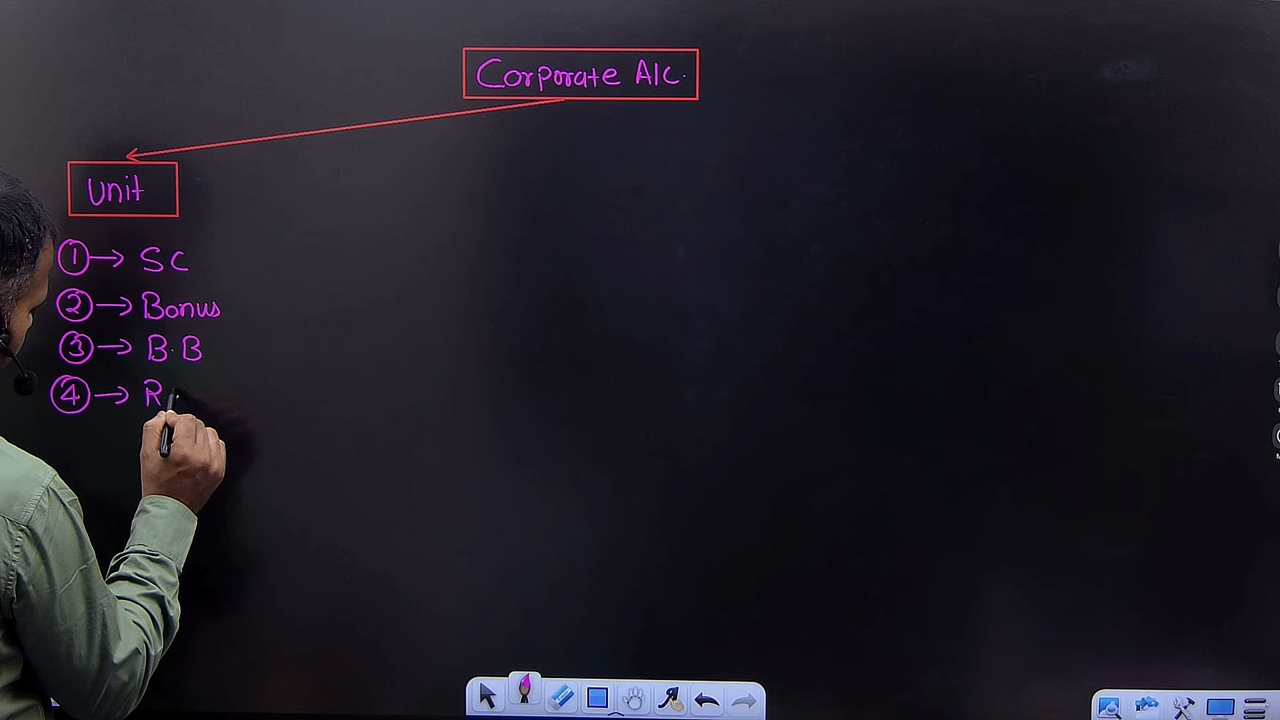 Corporate A/c.
Unit
① → SC
② → Bonus
③ → B.B
④ → R